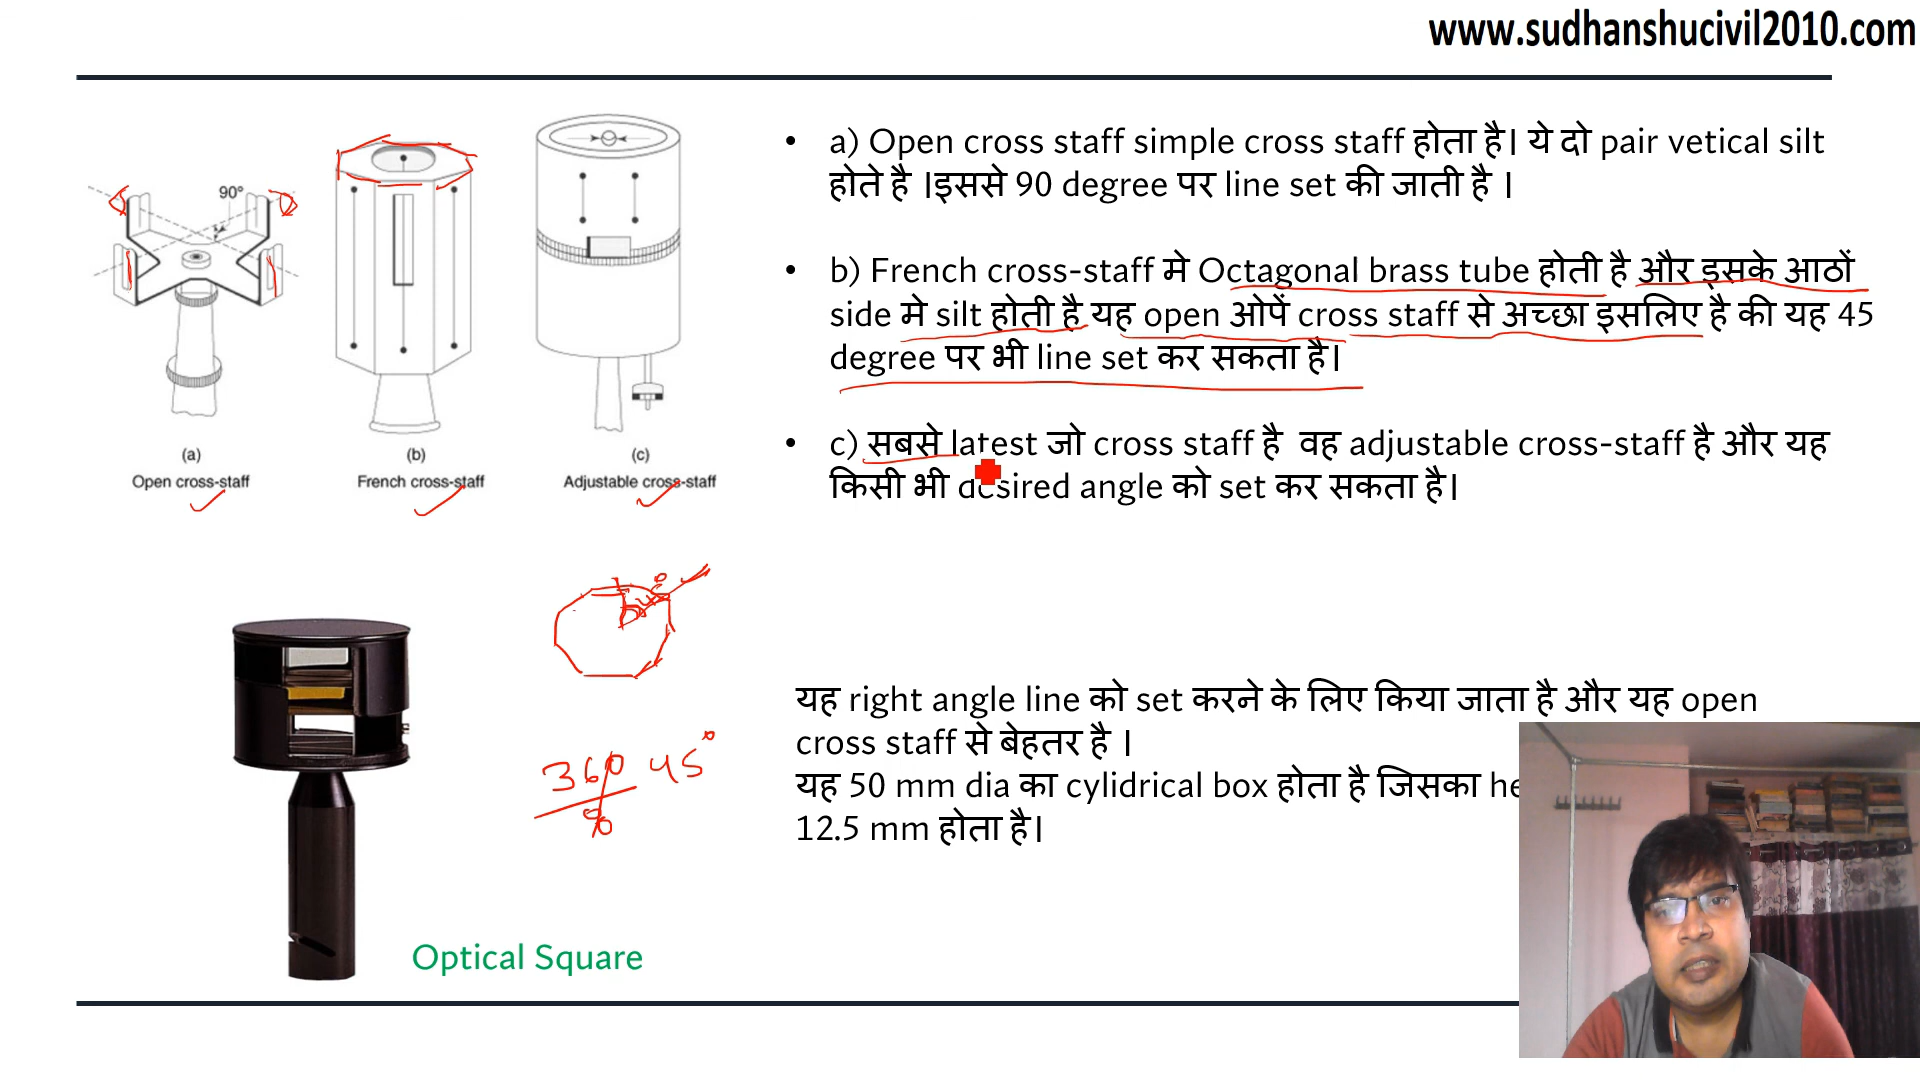 www.sudhanshucivil2010.com
90°
(a)
Open cross-staff
(b)
French cross-staff
(c)
Adjustable cross-staff
• a) Open cross staff simple cross staff होता है। ये दो pair vetical silt
होते है ।इससे 90 degree पर line set की जाती है ।
• b) French cross-staff मे Octagonal brass tube होती है और इसके आठों
side मे silt होती है यह open ओपें cross staff से अच्छा इसलिए है की यह 45
degree पर भी line set कर सकता है।
• c) सबसे latest जो cross staff है वह adjustable cross-staff है और यह
किसी भी desired angle को set कर सकता है।
45°
360 45°
8
यह right angle line को set करने के लिए किया जाता है और यह open
cross staff से बेहतर है ।
यह 50 mm dia का cylidrical box होता है जिसका he
12.5 mm होता है।
Optical Square